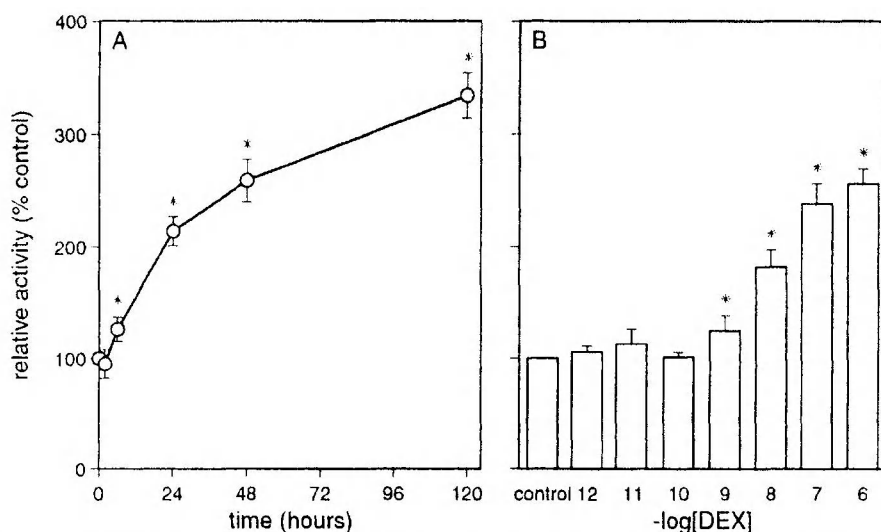 A
B
relative activity (% control)
400
300
200
100
0
* * * *
* * * *
0 24 48 72 96 120
time (hours)
control 12 11 10 9 8 7 6
-log[DEX]